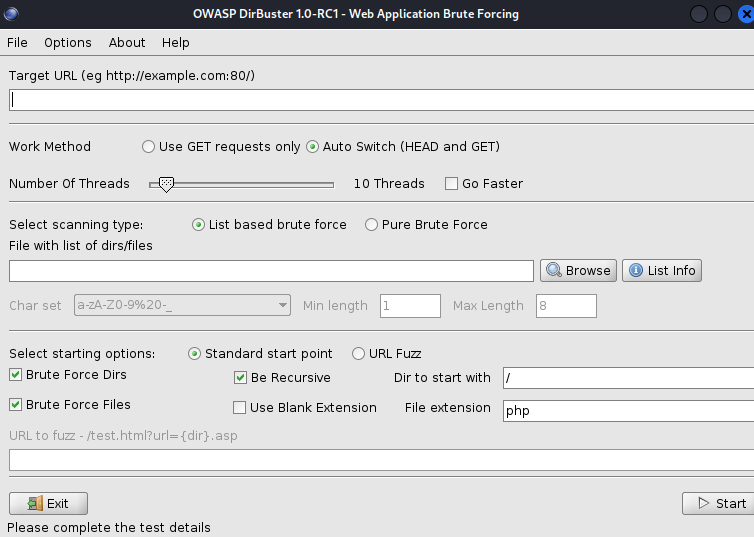 OWASP DirBuster 1.0-RC1 - Web Application Brute Forcing
File Options About Help
Target URL (eg http://example.com:80/)
Work Method Use GET requests only Auto Switch (HEAD and GET)
Number Of Threads 10 Threads Go Faster
Select scanning type: List based brute force Pure Brute Force
File with list of dirs/files
Browse List Info
Char set a-zA-Z0-9%20-_ Min length 1 Max Length 8
Select starting options: Standard start point URL Fuzz
Brute Force Dirs Be Recursive Dir to start with /
Brute Force Files Use Blank Extension File extension php
URL to fuzz - /test.html?url={dir}.asp
Exit Start
Please complete the test details